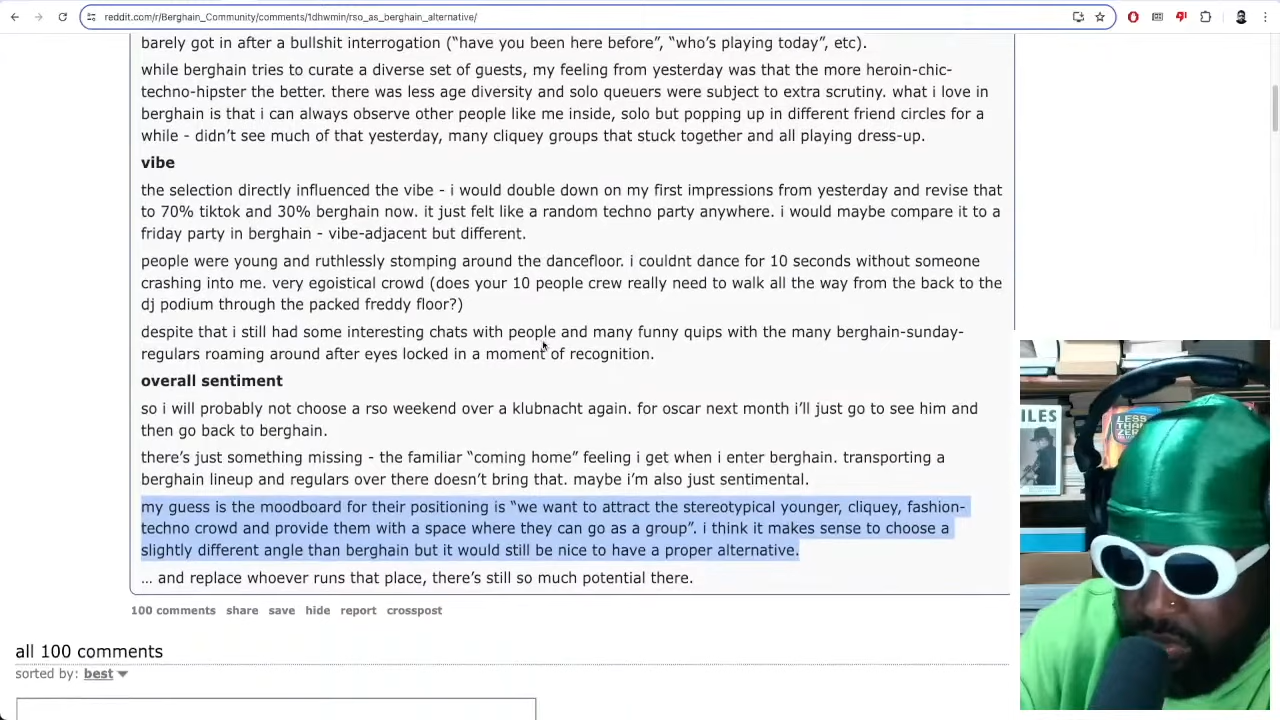 reddit.com/r/Berghain_Community/comments/1dhwmin/rso_as_berghain_alternative/
barely got in after a bullshit interrogation (“have you been here before”, “who’s playing today”, etc).
while berghain tries to curate a diverse set of guests, my feeling from yesterday was that the more heroin-chic-
techno-hipster the better. there was less age diversity and solo queuers were subject to extra scrutiny. what i love in
berghain is that i can always observe other people like me inside, solo but popping up in different friend circles for a
while - didn’t see much of that yesterday, many cliquey groups that stuck together and all playing dress-up.
vibe
the selection directly influenced the vibe - i would double down on my first impressions from yesterday and revise that
to 70% tiktok and 30% berghain now. it just felt like a random techno party anywhere. i would maybe compare it to a
friday party in berghain - vibe-adjacent but different.
people were young and ruthlessly stomping around the dancefloor. i couldnt dance for 10 seconds without someone
crashing into me. very egoistical crowd (does your 10 people crew really need to walk all the way from the back to the
dj podium through the packed freddy floor?)
despite that i still had some interesting chats with people and many funny quips with the many berghain-sunday-
regulars roaming around after eyes locked in a moment of recognition.
overall sentiment
so i will probably not choose a rso weekend over a klubnacht again. for oscar next month i’ll just go to see him and
then go back to berghain.
there’s just something missing - the familiar “coming home” feeling i get when i enter berghain. transporting a
berghain lineup and regulars over there doesn’t bring that. maybe i’m also just sentimental.
my guess is the moodboard for their positioning is “we want to attract the stereotypical younger, cliquey, fashion-
techno crowd and provide them with a space where they can go as a group”. i think it makes sense to choose a
slightly different angle than berghain but it would still be nice to have a proper alternative.
… and replace whoever runs that place, there’s still so much potential there.
100 comments share save hide report crosspost
all 100 comments
sorted by: best
ILES
LESS
THAN
ZERO